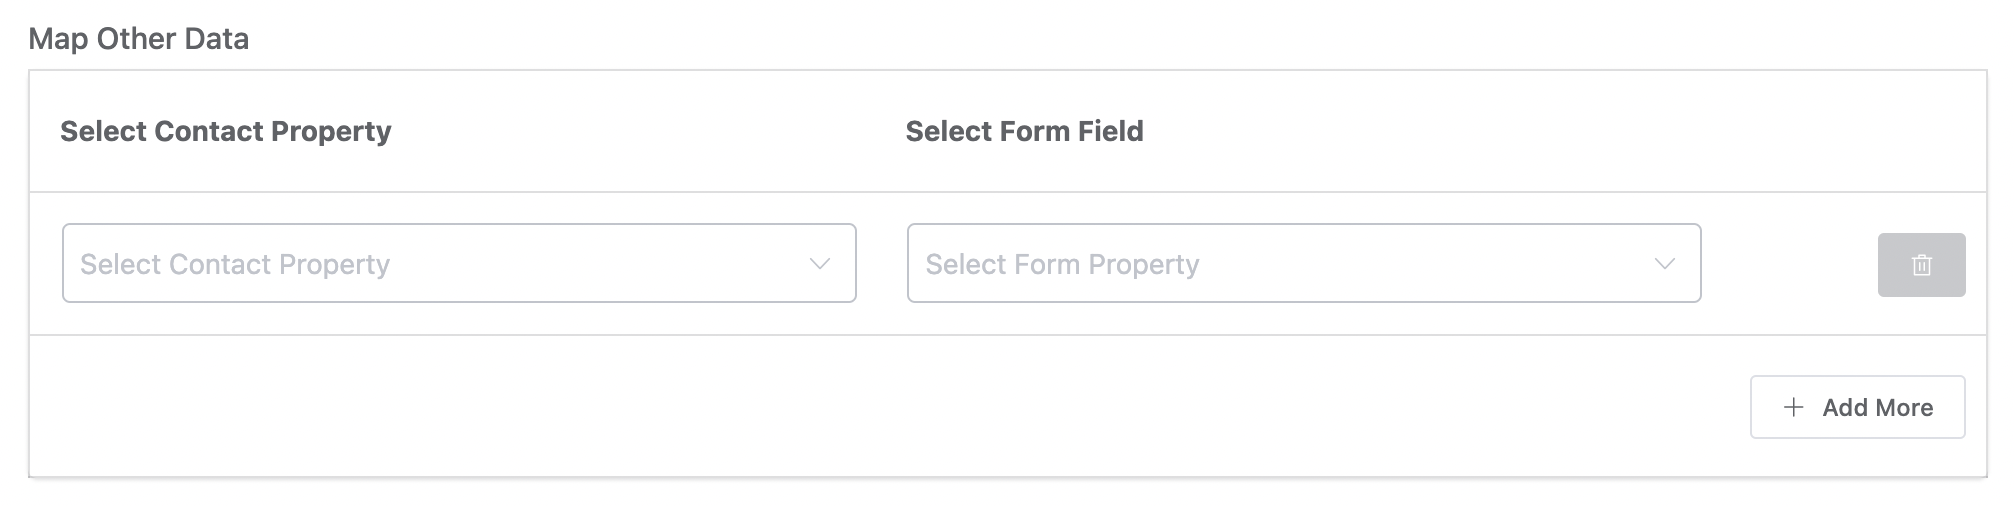 Map Other Data
Select Contact Property
Select Form Field
Select Contact Property
Select Form Property
Add More